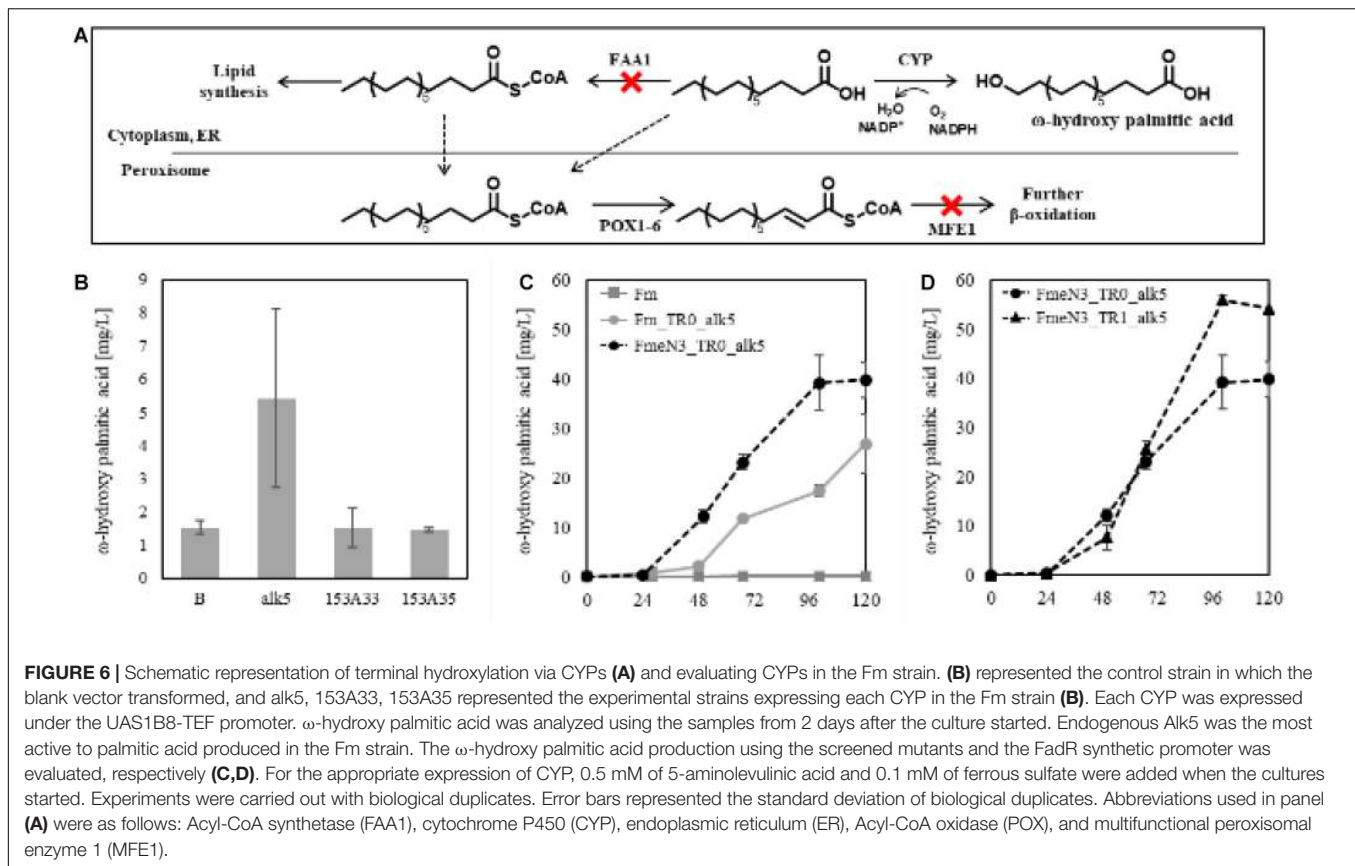 A
Lipid
synthesis
O
S-CoA
5
FAA1
O
OH
5
CYP
H₂O
NADP⁺
O₂
NADPH
HO
O
OH
5
ω-hydroxy palmitic acid
Cytoplasm, ER
Peroxisome
O
S-CoA
5
POX1-6
O
S-CoA
5
MFE1
Further
β-oxidation
B
ω-hydroxy palmitic acid [mg/L]
9
8
7
6
5
4
3
2
1
0
B alk5 153A33 153A35
C
ω-hydroxy palmitic acid [mg/L]
60
50
40
30
20
10
0
0 24 48 72 96 120
Fm
Fm_TR0_alk5
FmeN3_TR0_alk5
D
ω-hydroxy palmitic acid [mg/L]
60
50
40
30
20
10
0
0 24 48 72 96 120
FmeN3_TR0_alk5
FmeN3_TR1_alk5
FIGURE 6 | Schematic representation of terminal hydroxylation via CYPs (A) and evaluating CYPs in the Fm strain. (B) represented the control strain in which the
blank vector transformed, and alk5, 153A33, 153A35 represented the experimental strains expressing each CYP in the Fm strain (B). Each CYP was expressed
under the UAS1B8-TEF promoter. ω-hydroxy palmitic acid was analyzed using the samples from 2 days after the culture started. Endogenous Alk5 was the most
active to palmitic acid produced in the Fm strain. The ω-hydroxy palmitic acid production using the screened mutants and the FadR synthetic promoter was
evaluated, respectively (C,D). For the appropriate expression of CYP, 0.5 mM of 5-aminolevulinic acid and 0.1 mM of ferrous sulfate were added when the cultures
started. Experiments were carried out with biological duplicates. Error bars represented the standard deviation of biological duplicates. Abbreviations used in panel
(A) were as follows: Acyl-CoA synthetase (FAA1), cytochrome P450 (CYP), endoplasmic reticulum (ER), Acyl-CoA oxidase (POX), and multifunctional peroxisomal
enzyme 1 (MFE1).